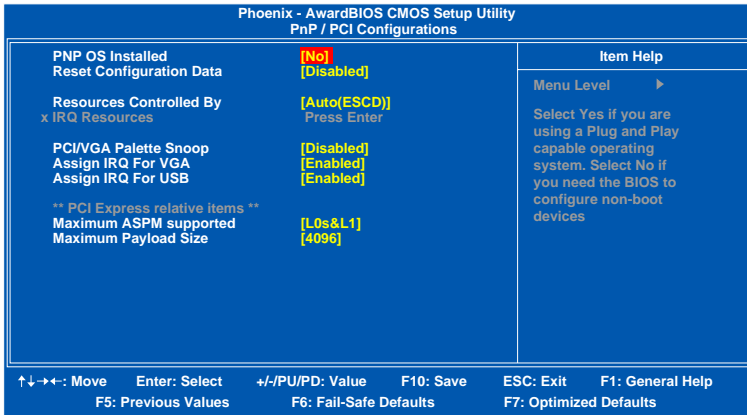 Phoenix - AwardBIOS CMOS Setup Utility
PnP / PCI Configurations
PNP OS Installed [No]
Reset Configuration Data [Disabled]
Resources Controlled By [Auto(ESCD)]
x IRQ Resources Press Enter
PCI/VGA Palette Snoop [Disabled]
Assign IRQ For VGA [Enabled]
Assign IRQ For USB [Enabled]
** PCI Express relative items **
Maximum ASPM supported [L0s&L1]
Maximum Payload Size [4096]
Item Help
Menu Level ▶
Select Yes if you are
using a Plug and Play
capable operating
system. Select No if
you need the BIOS to
configure non-boot
devices
↑↓→←: Move Enter: Select +/-/PU/PD: Value F10: Save ESC: Exit F1: General Help
F5: Previous Values F6: Fail-Safe Defaults F7: Optimized Defaults